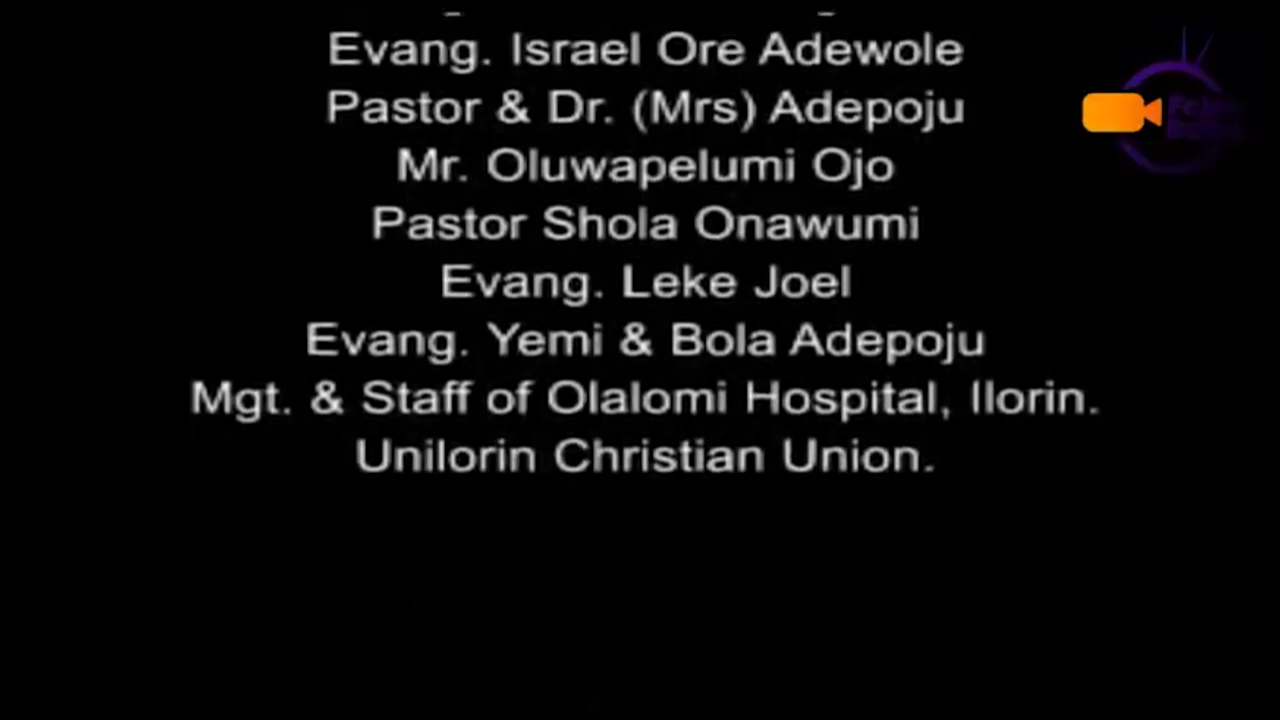 Evang. Israel Ore Adewole
Pastor & Dr. (Mrs) Adepoju
Mr. Oluwapelumi Ojo
Pastor Shola Onawumi
Evang. Leke Joel
Evang. Yemi & Bola Adepoju
Mgt. & Staff of Olalomi Hospital, Ilorin.
Unilorin Christian Union.